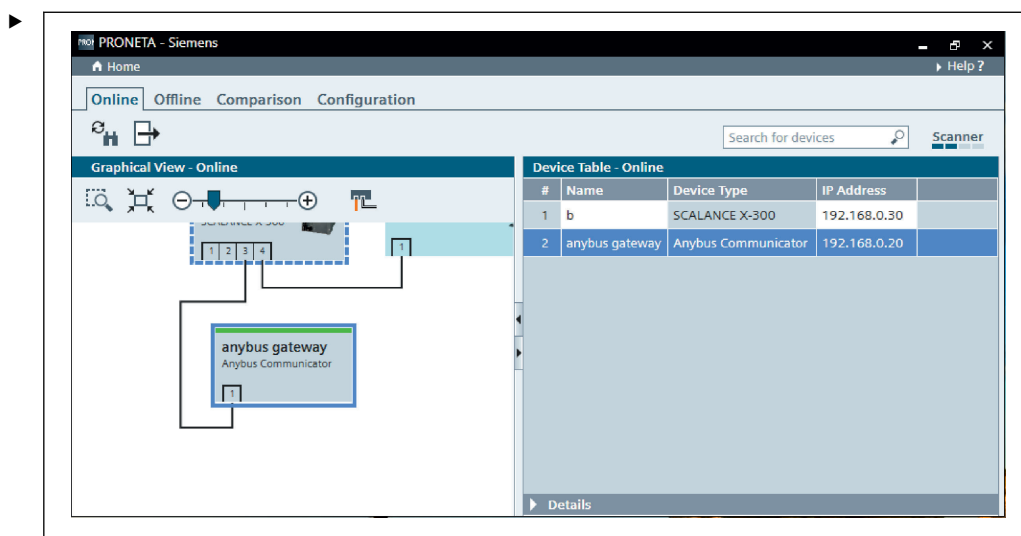 PRONETA - Siemens
Home
Help ?
Online Offline Comparison Configuration
Search for devices
Scanner
Graphical View - Online
Device Table - Online
# Name Device Type IP Address
1 b SCALANCE X-300 192.168.0.30
2 anybus gateway Anybus Communicator 192.168.0.20
SCALANCE X-300
1 2 3 4
1
anybus gateway
Anybus Communicator
1
Details